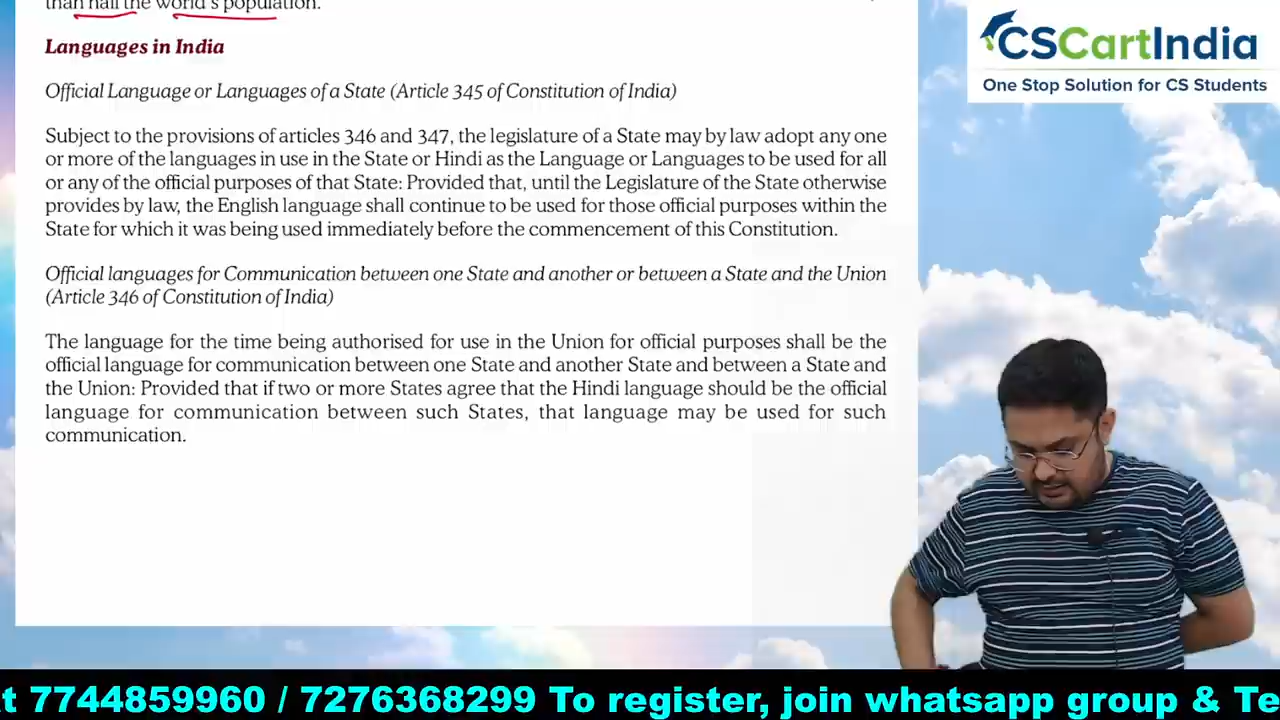 than half the world's population.
CSCartIndia
One Stop Solution for CS Students
Languages in India
Official Language or Languages of a State (Article 345 of Constitution of India)
Subject to the provisions of articles 346 and 347, the legislature of a State may by law adopt any one
or more of the languages in use in the State or Hindi as the Language or Languages to be used for all
or any of the official purposes of that State: Provided that, until the Legislature of the State otherwise
provides by law, the English language shall continue to be used for those official purposes within the
State for which it was being used immediately before the commencement of this Constitution.
Official languages for Communication between one State and another or between a State and the Union
(Article 346 of Constitution of India)
The language for the time being authorised for use in the Union for official purposes shall be the
official language for communication between one State and another State and between a State and
the Union: Provided that if two or more States agree that the Hindi language should be the official
language for communication between such States, that language may be used for such
communication.
7744859960 / 7276368299 To register, join whatsapp group &